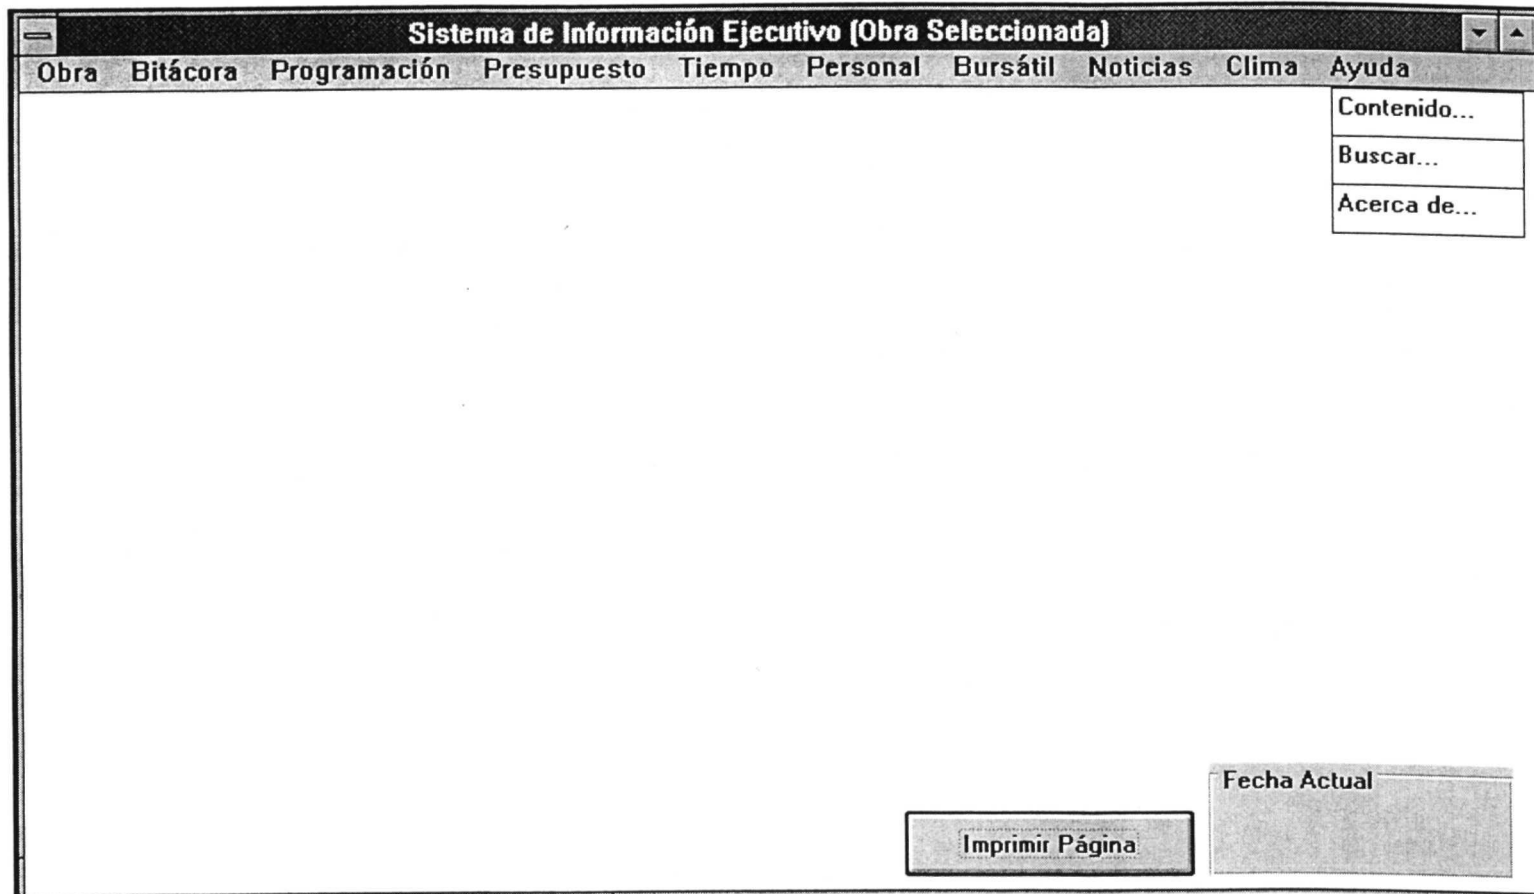 Sistema de Información Ejecutivo (Obra Seleccionada)
Obra Bitácora Programación Presupuesto Tiempo Personal Bursátil Noticias Clima Ayuda
Contenido...
Buscar...
Acerca de...
Fecha Actual
Imprimir Página